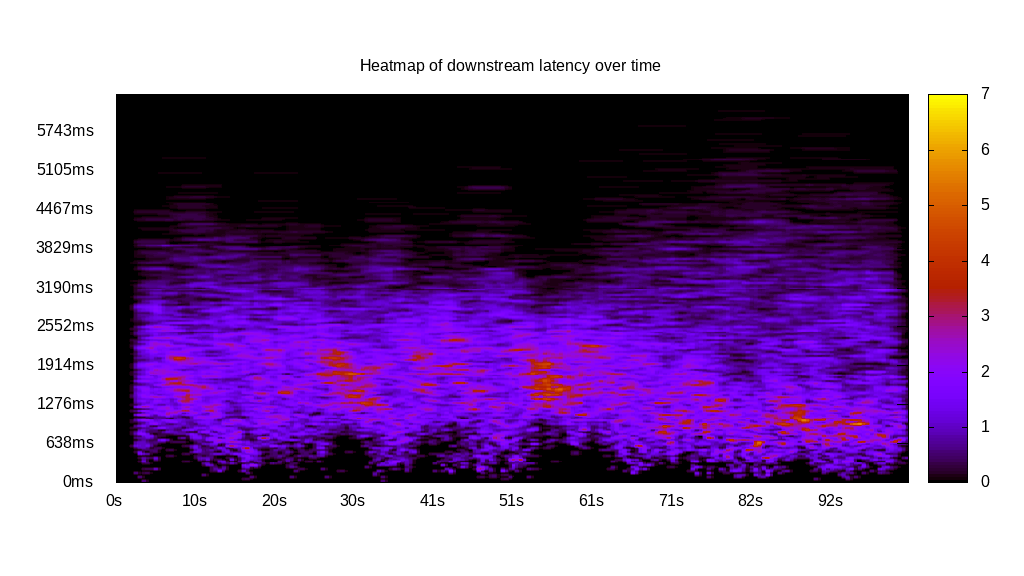 Heatmap of downstream latency over time
5743ms
5105ms
4467ms
3829ms
3190ms
2552ms
1914ms
1276ms
638ms
0ms
0s 10s 20s 30s 41s 51s 61s 71s 82s 92s
7
6
5
4
3
2
1
0